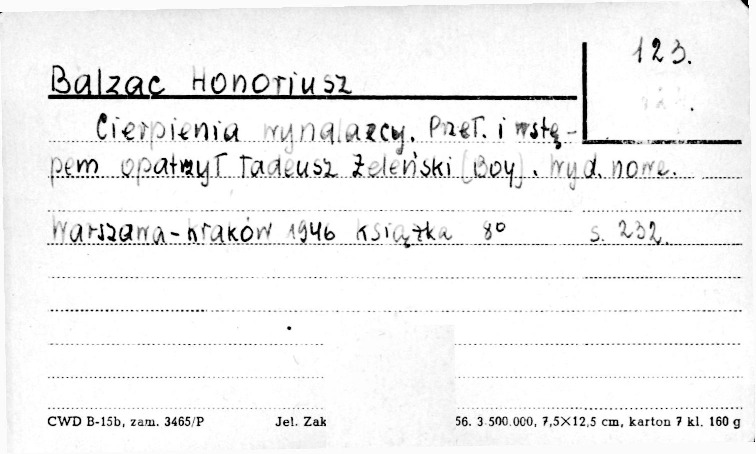 123.
Balzac Honoriusz
Cierpienia wynalazcy. Przeł. i wstę-
pem opatrzył Tadeusz Żeleński [Boy]. Wyd. nowe.
Warszawa-Kraków 1946 Książka 8º s. 232.
CWD B-15b, zam. 3465/P Jel. Zak 56. 3.500.000, 7,5×12,5 cm, karton 7 kl. 160 g